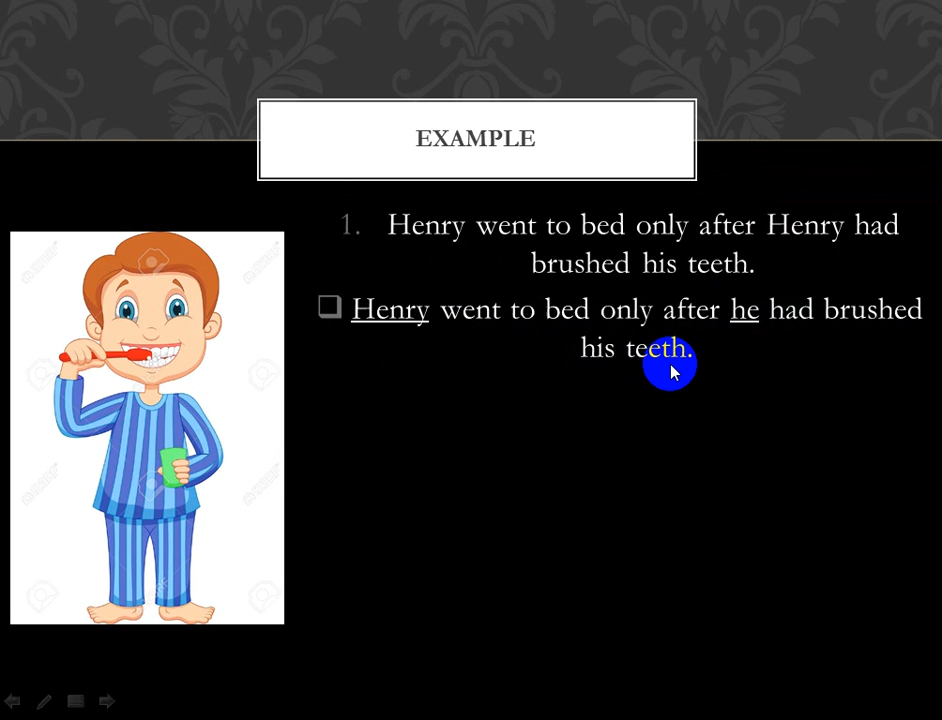 EXAMPLE
1. Henry went to bed only after Henry had
brushed his teeth.
Henry went to bed only after he had brushed
his teeth.